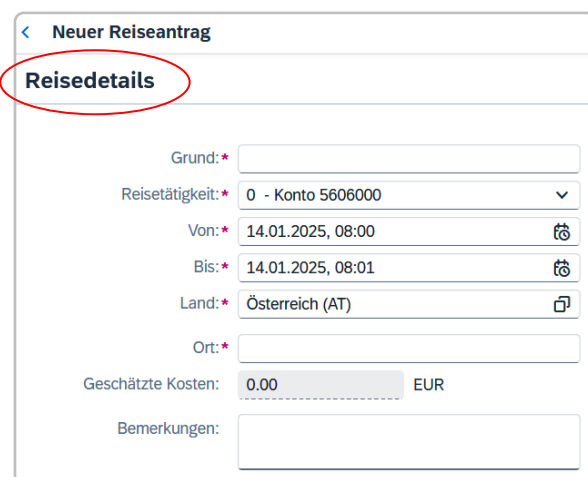 Neuer Reiseantrag
Reisedetails
Grund:*
Reisetätigkeit:* 0 - Konto 5606000
Von:* 14.01.2025, 08:00
Bis:* 14.01.2025, 08:01
Land:* Österreich (AT)
Ort:*
Geschätzte Kosten: 0.00 EUR
Bemerkungen: